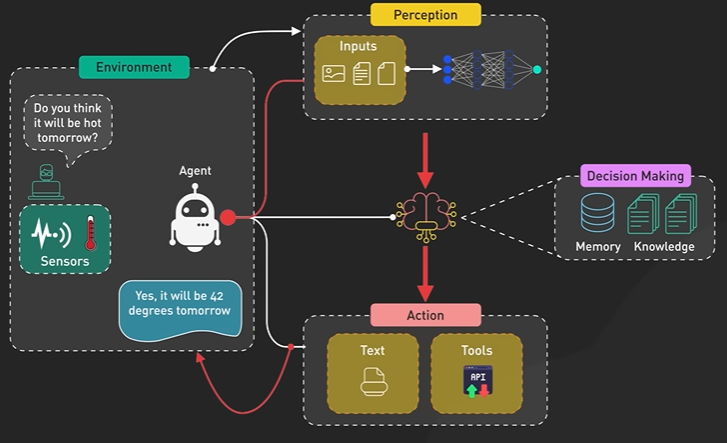 Perception
Inputs
Environment
Do you think
it will be hot
tomorrow?
Agent
Sensors
Yes, it will be 42
degrees tomorrow
Decision Making
Memory
Knowledge
Action
Text
Tools
API